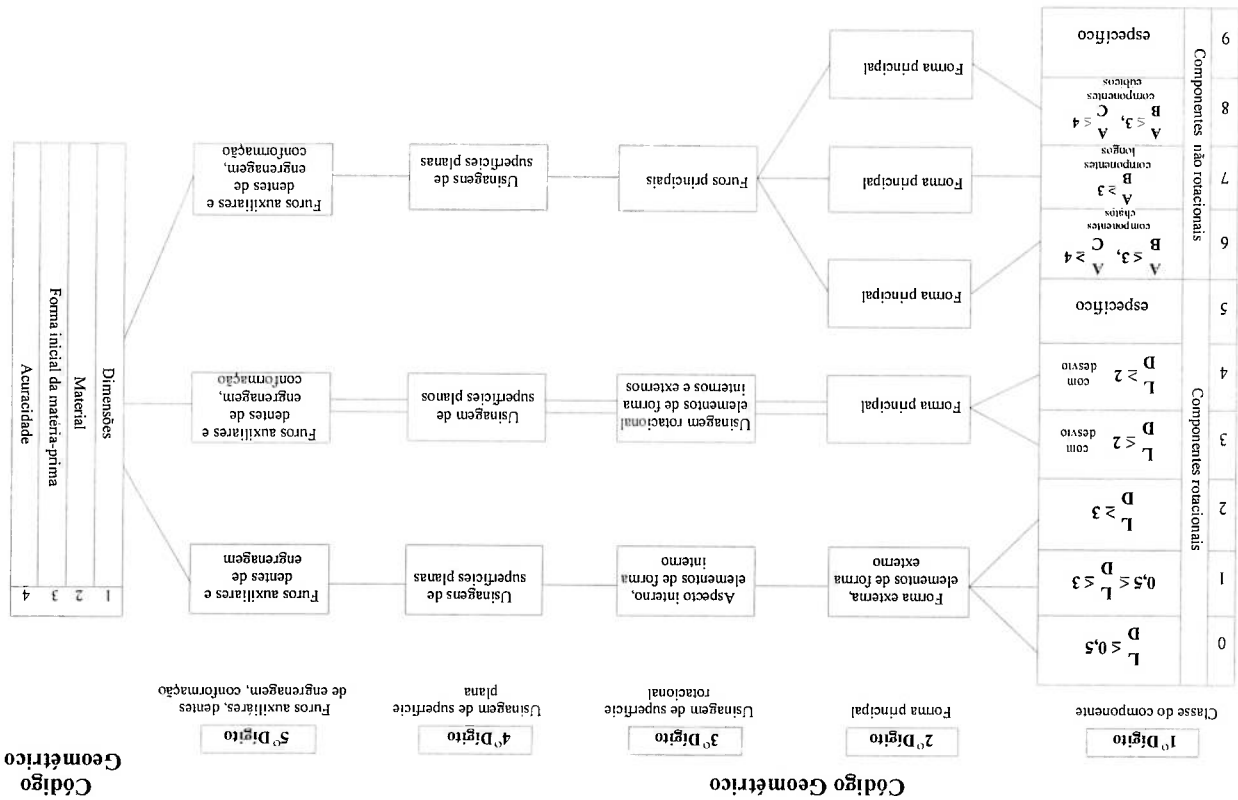 Código Geométrico
Código
Geométrico
1º Dígito
2º Dígito
3º Dígito
4º Dígito
5º Dígito
Classe do componente
Forma principal
Usinagem de superfície
rotacional
Usinagem de superfície
plana
Furos auxiliares, dentes
de engrenagem, conformação
Componentes rotacionais
0
L
D ≤ 0,5
1
0,5 ≤ L
D ≤ 3
2
L
D ≥ 3
3
L
D ≤ 2 com
desvio
4
L
D ≥ 2 com
desvio
5
específico
Componentes não rotacionais
6
A
B ≤ 3, A
C ≥ 4
componentes
chatos
7
A
B ≥ 3
componentes
longos
8
A
B ≤ 3, A
C ≤ 4
componentes
cúbicos
9
específico
Forma externa,
elementos de forma
externo
Aspecto interno,
elementos de forma
interno
Usinagens de
superfícies planas
Furos auxiliares e
dentes de
engrenagem
Forma principal
Usinagem rotacional
elementos de forma
internos e externos
Usinagem de
superfícies planos
Furos auxiliares e
dentes de
engrenagem,
conformação
Forma principal
Forma principal
Forma principal
Furos principais
Usinagens de
superfícies planas
Furos auxiliares e
dentes de
engrenagem,
conformação
1
2
3
4
Dimensões
Material
Forma inicial da matéria-prima
Acuracidade